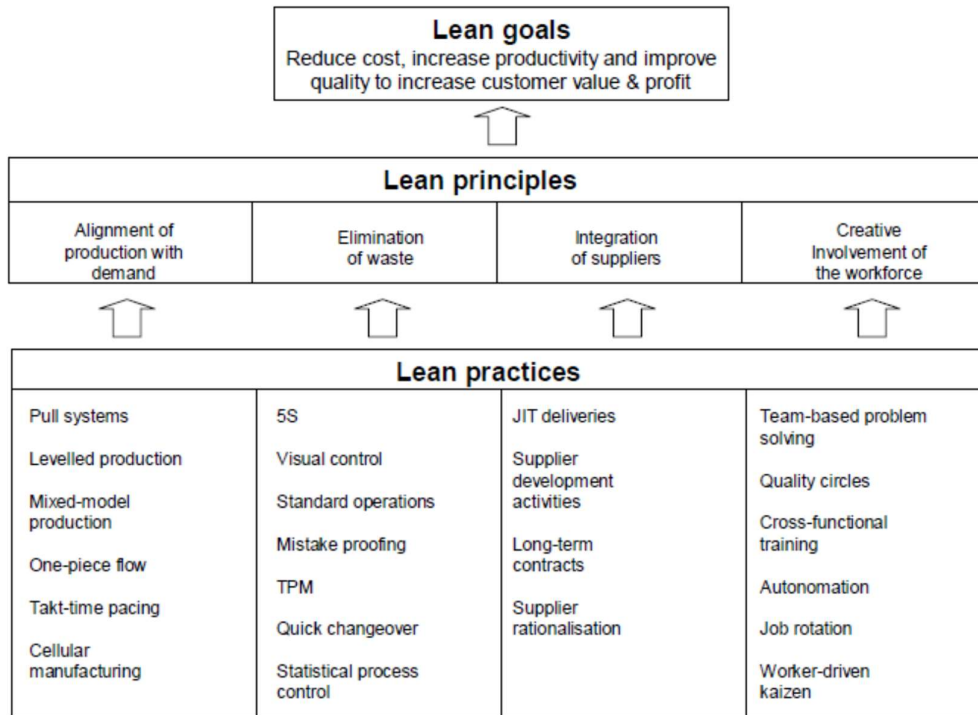 Lean goals
Reduce cost, increase productivity and improve
quality to increase customer value & profit
Lean principles
Alignment of
production with
demand
Elimination
of waste
Integration
of suppliers
Creative
Involvement of
the workforce
Lean practices
Pull systems
Levelled production
Mixed-model
production
One-piece flow
Takt-time pacing
Cellular
manufacturing
5S
Visual control
Standard operations
Mistake proofing
TPM
Quick changeover
Statistical process
control
JIT deliveries
Supplier
development
activities
Long-term
contracts
Supplier
rationalisation
Team-based problem
solving
Quality circles
Cross-functional
training
Autonomation
Job rotation
Worker-driven
kaizen